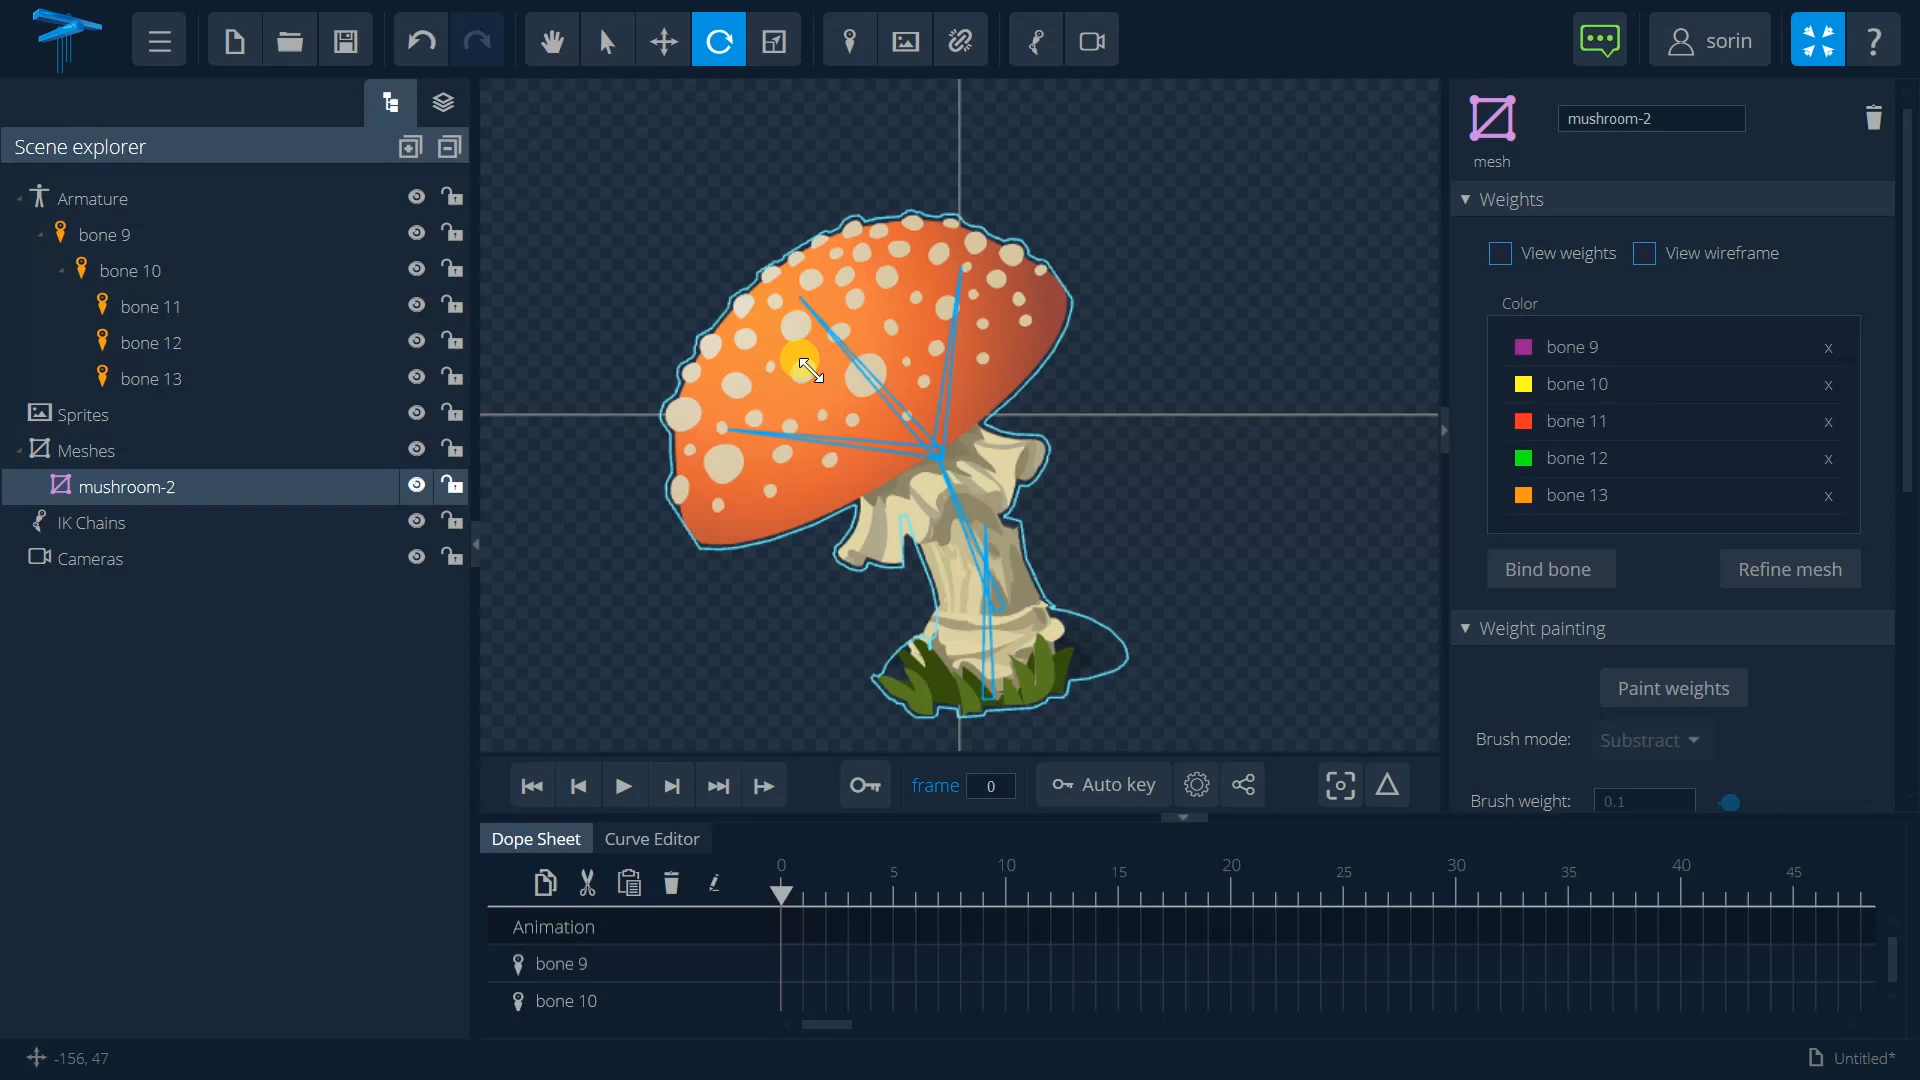 sorin
?
Scene explorer
Armature
bone 9
bone 10
bone 11
bone 12
bone 13
Sprites
Meshes
mushroom-2
IK Chains
Cameras
mushroom-2
mesh
Weights
View weights
View wireframe
Color
bone 9 x
bone 10 x
bone 11 x
bone 12 x
bone 13 x
Bind bone
Refine mesh
Weight painting
Paint weights
Brush mode: Substract
Brush weight: 0.1
frame 0
Auto key
Dope Sheet
Curve Editor
0 5 10 15 20 25 30 35 40 45
Animation
bone 9
bone 10
-156, 47
Untitled*